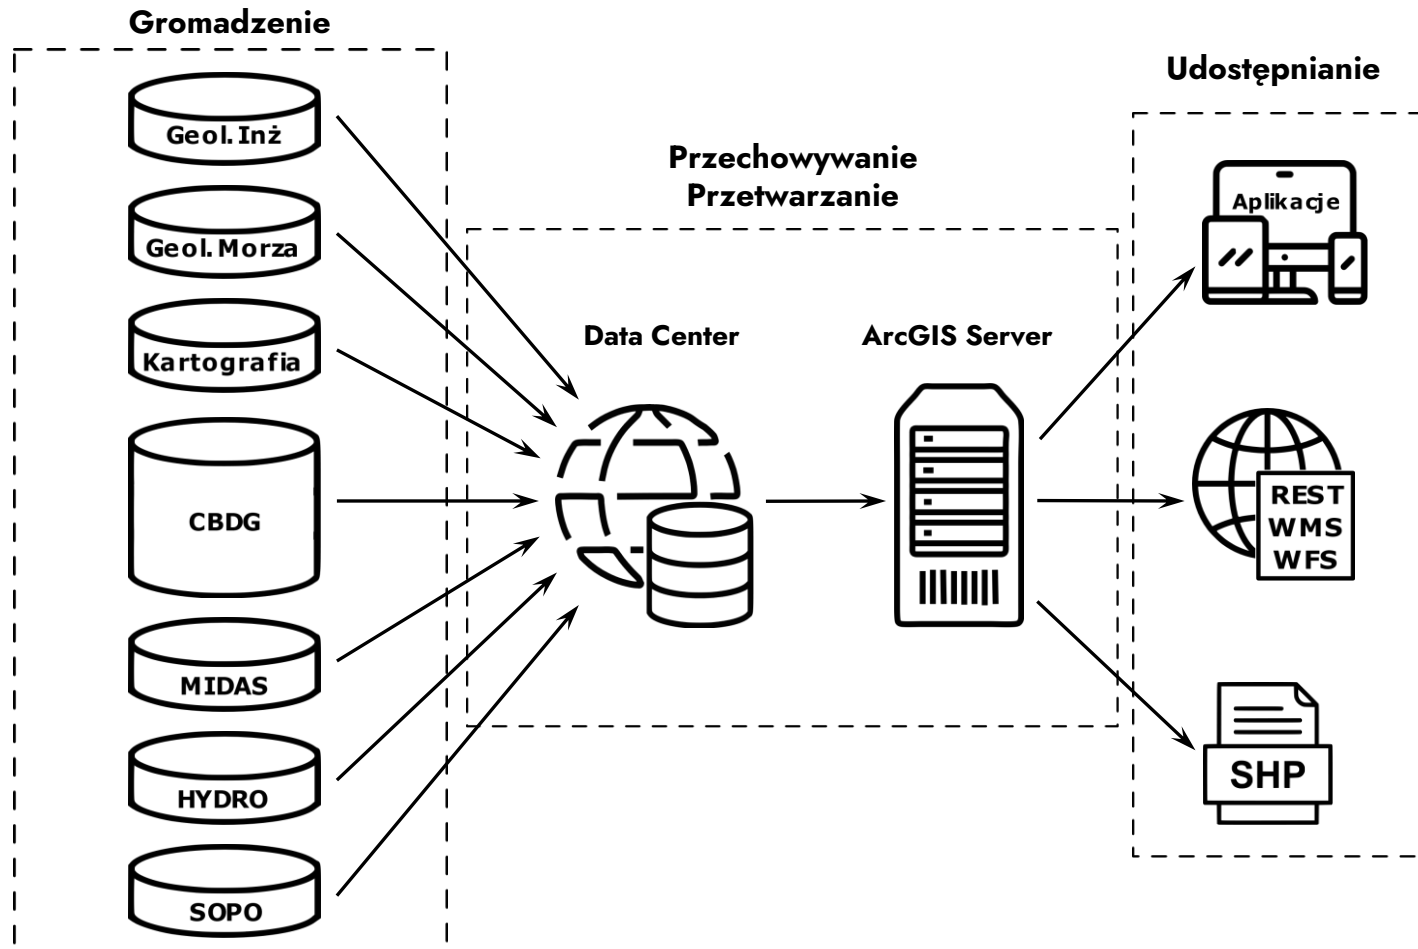 Gromadzenie
Geol.Inż
Geol.Morza
Kartografia
CBDG
MIDAS
HYDRO
SOPO
Przechowywanie
Przetwarzanie
Data Center
ArcGIS Server
Udostępnianie
Aplikacje
REST
WMS
WFS
SHP